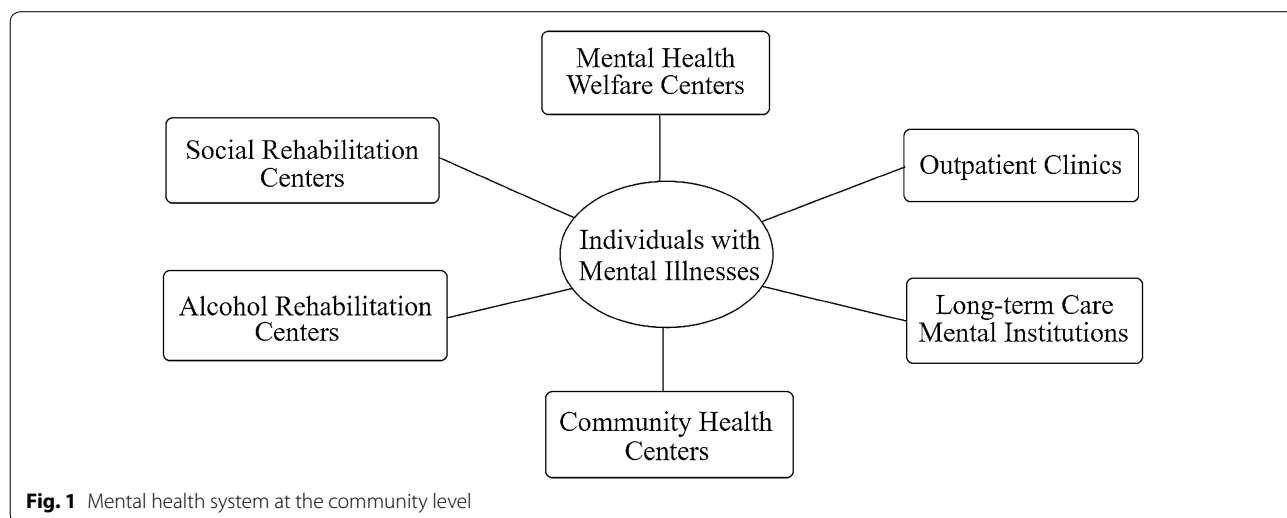 Mental Health
Welfare Centers
Social Rehabilitation
Centers
Outpatient Clinics
Individuals with
Mental Illnesses
Alcohol Rehabilitation
Centers
Long-term Care
Mental Institutions
Community Health
Centers
Fig. 1 Mental health system at the community level